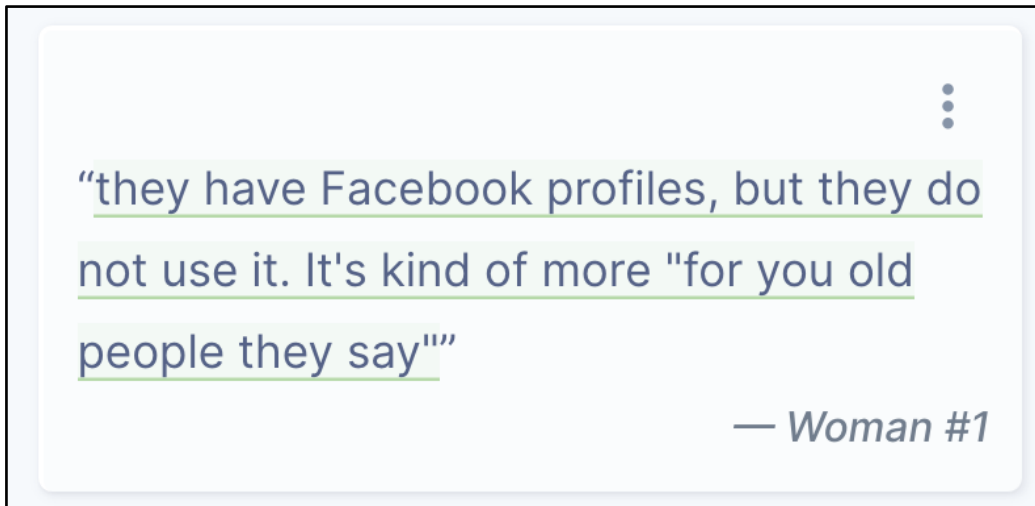 “they have Facebook profiles, but they do
not use it. It's kind of more "for you old
people they say"”
— Woman #1